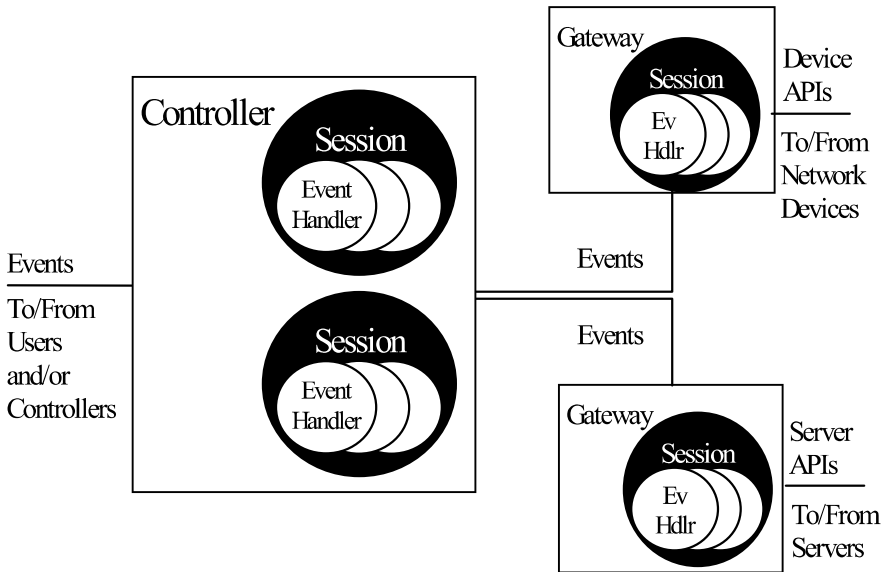 Events
To/From
Users
and/or
Controllers
Controller
Session
Event
Handler
Session
Event
Handler
Events
Events
Gateway
Session
Ev
Hdlr
Device
APIs
To/From
Network
Devices
Gateway
Session
Ev
Hdlr
Server
APIs
To/From
Servers